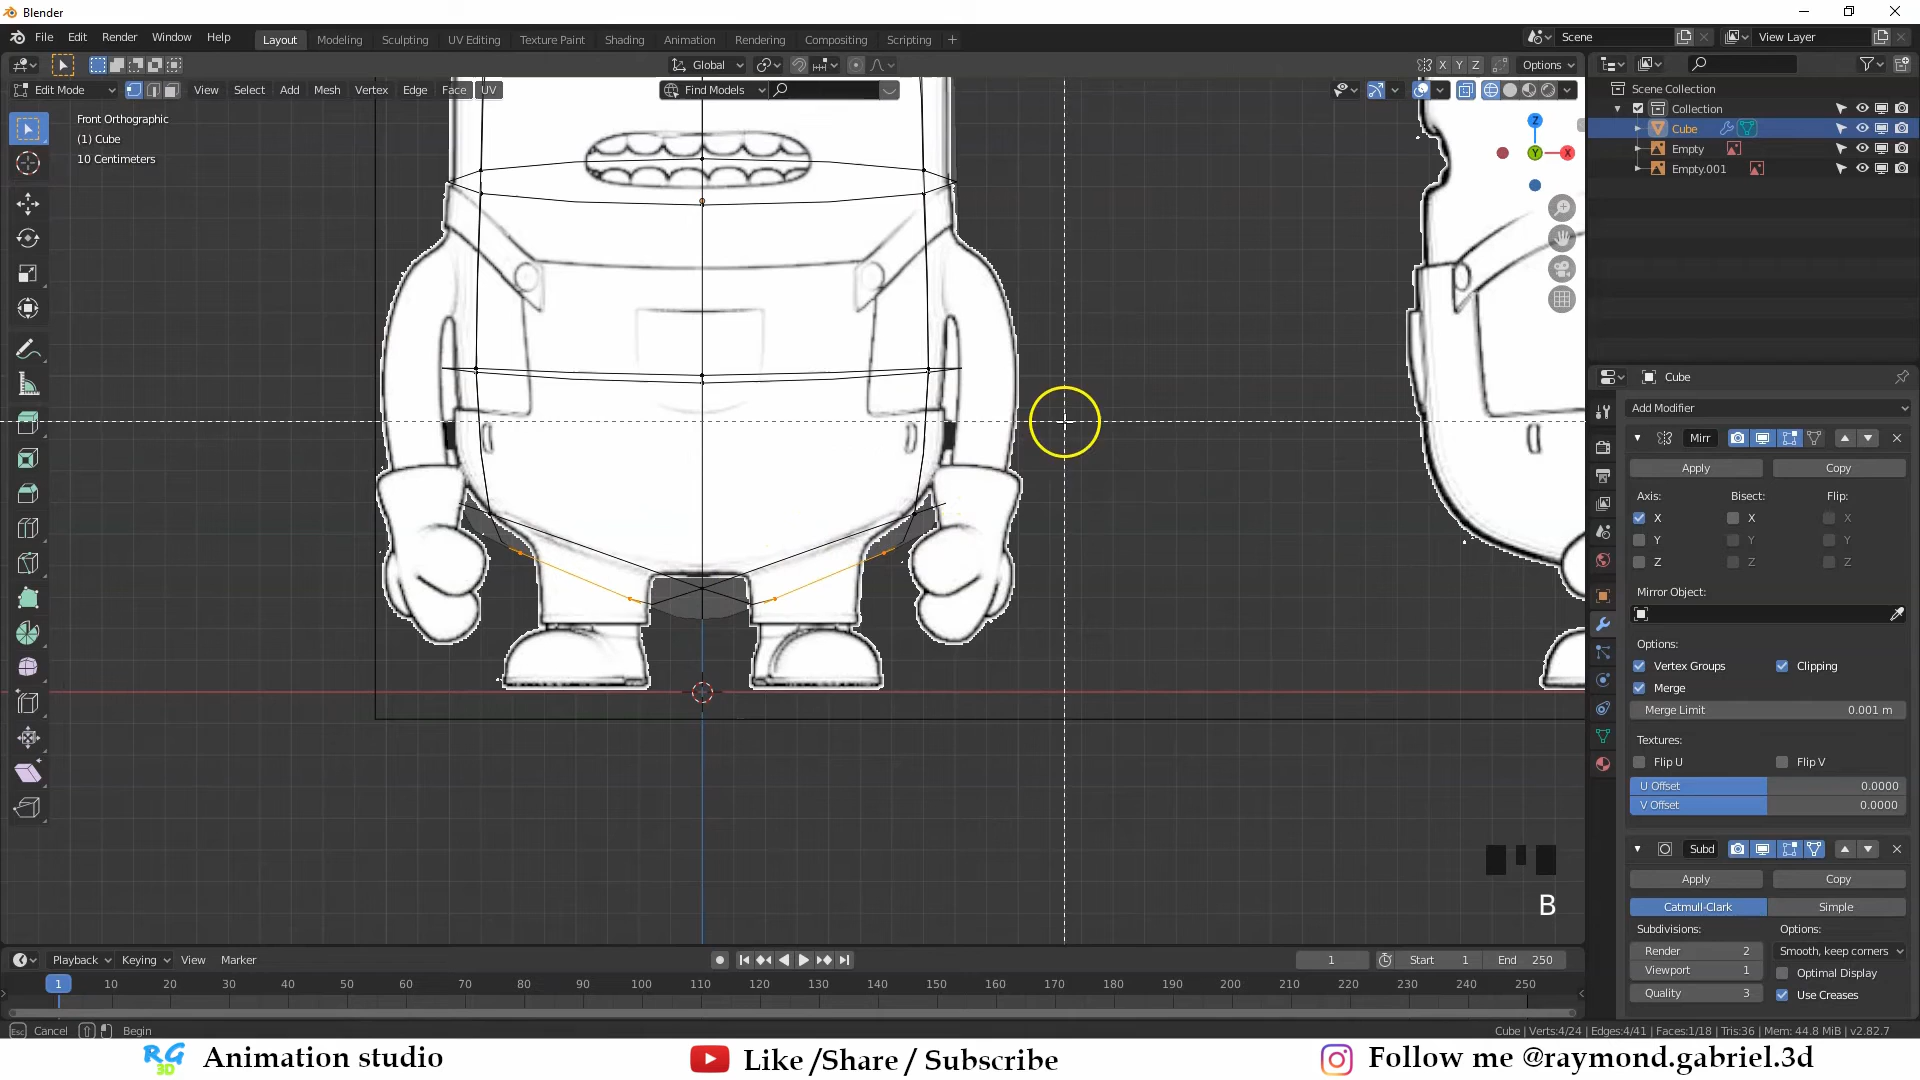 Blender
File Edit Render Window Help
Layout Modeling Sculpting UV Editing Texture Paint Shading Animation Rendering Compositing Scripting +
Scene
View Layer
Global
X Y Z
Options
Edit Mode View Select Add Mesh Vertex Edge Face UV
Find Models
Front Orthographic
(1) Cube
10 Centimeters
Z
Y
X
Scene Collection
Collection
Cube
Empty
Empty.001
Cube
Add Modifier
Mirr
Apply Copy
Axis: Bisect: Flip:
X X X
Y Y Y
Z Z Z
Mirror Object:
Options:
Vertex Groups Clipping
Merge
Merge Limit 0.001 m
Textures:
Flip U Flip V
U Offset 0.0000
V Offset 0.0000
Subd
Apply Copy
Catmull-Clark Simple
Subdivisions: Options:
Render 2 Smooth, keep corners
Viewport 1 Optimal Display
Quality 3 Use Creases
B
Playback Keying View Marker
1 Start 1 End 250
1 10 20 30 40 50 60 70 80 90 100 110 120 130 140 150 160 170 180 190 200 210 220 230 240 250
Esc Cancel Begin
Cube | Verts:4/24 | Edges:4/41 | Faces:1/18 | Tris:36 | Mem: 44.8 MiB | v2.82.7
RG 3D Animation studio
Like /Share / Subscribe
Follow me @raymond.gabriel.3d